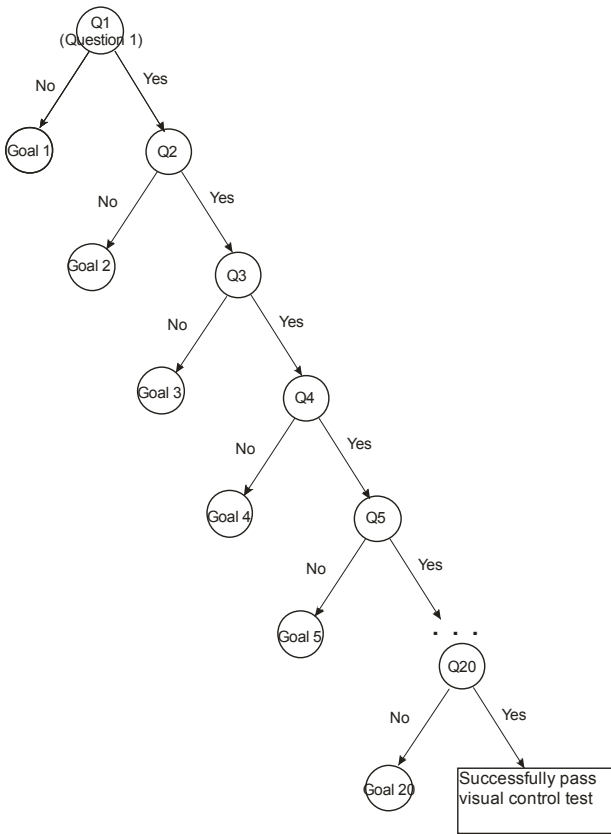 Q1
(Question 1)
No
Yes
Goal 1
Q2
No
Yes
Goal 2
Q3
No
Yes
Goal 3
Q4
No
Yes
Goal 4
Q5
No
Yes
Goal 5
. . .
Q20
No
Yes
Goal 20
Successfully pass
visual control test